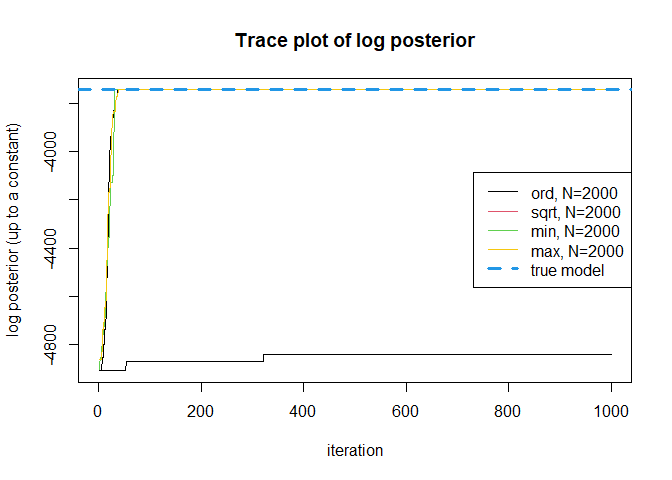 Trace plot of log posterior
log posterior (up to a constant)
-4000
-4400
-4800
ord, N=2000
sqrt, N=2000
min, N=2000
max, N=2000
true model
0 200 400 600 800 1000
iteration